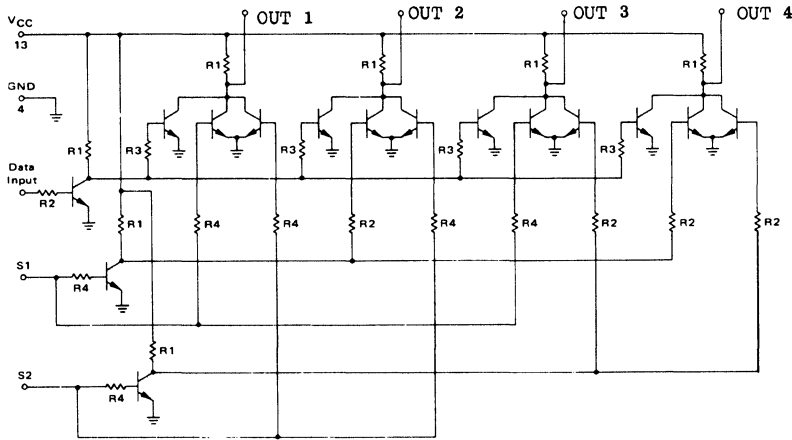 OUT 1 OUT 2 OUT 3 OUT 4
VCC
13
R1 R1 R1 R1
GND
4
R1 R3 R3 R3 R3
Data
Input
R2
R1 R4 R4 R2 R4 R4 R2 R2 R2
S1
R4
R1
S2
R4